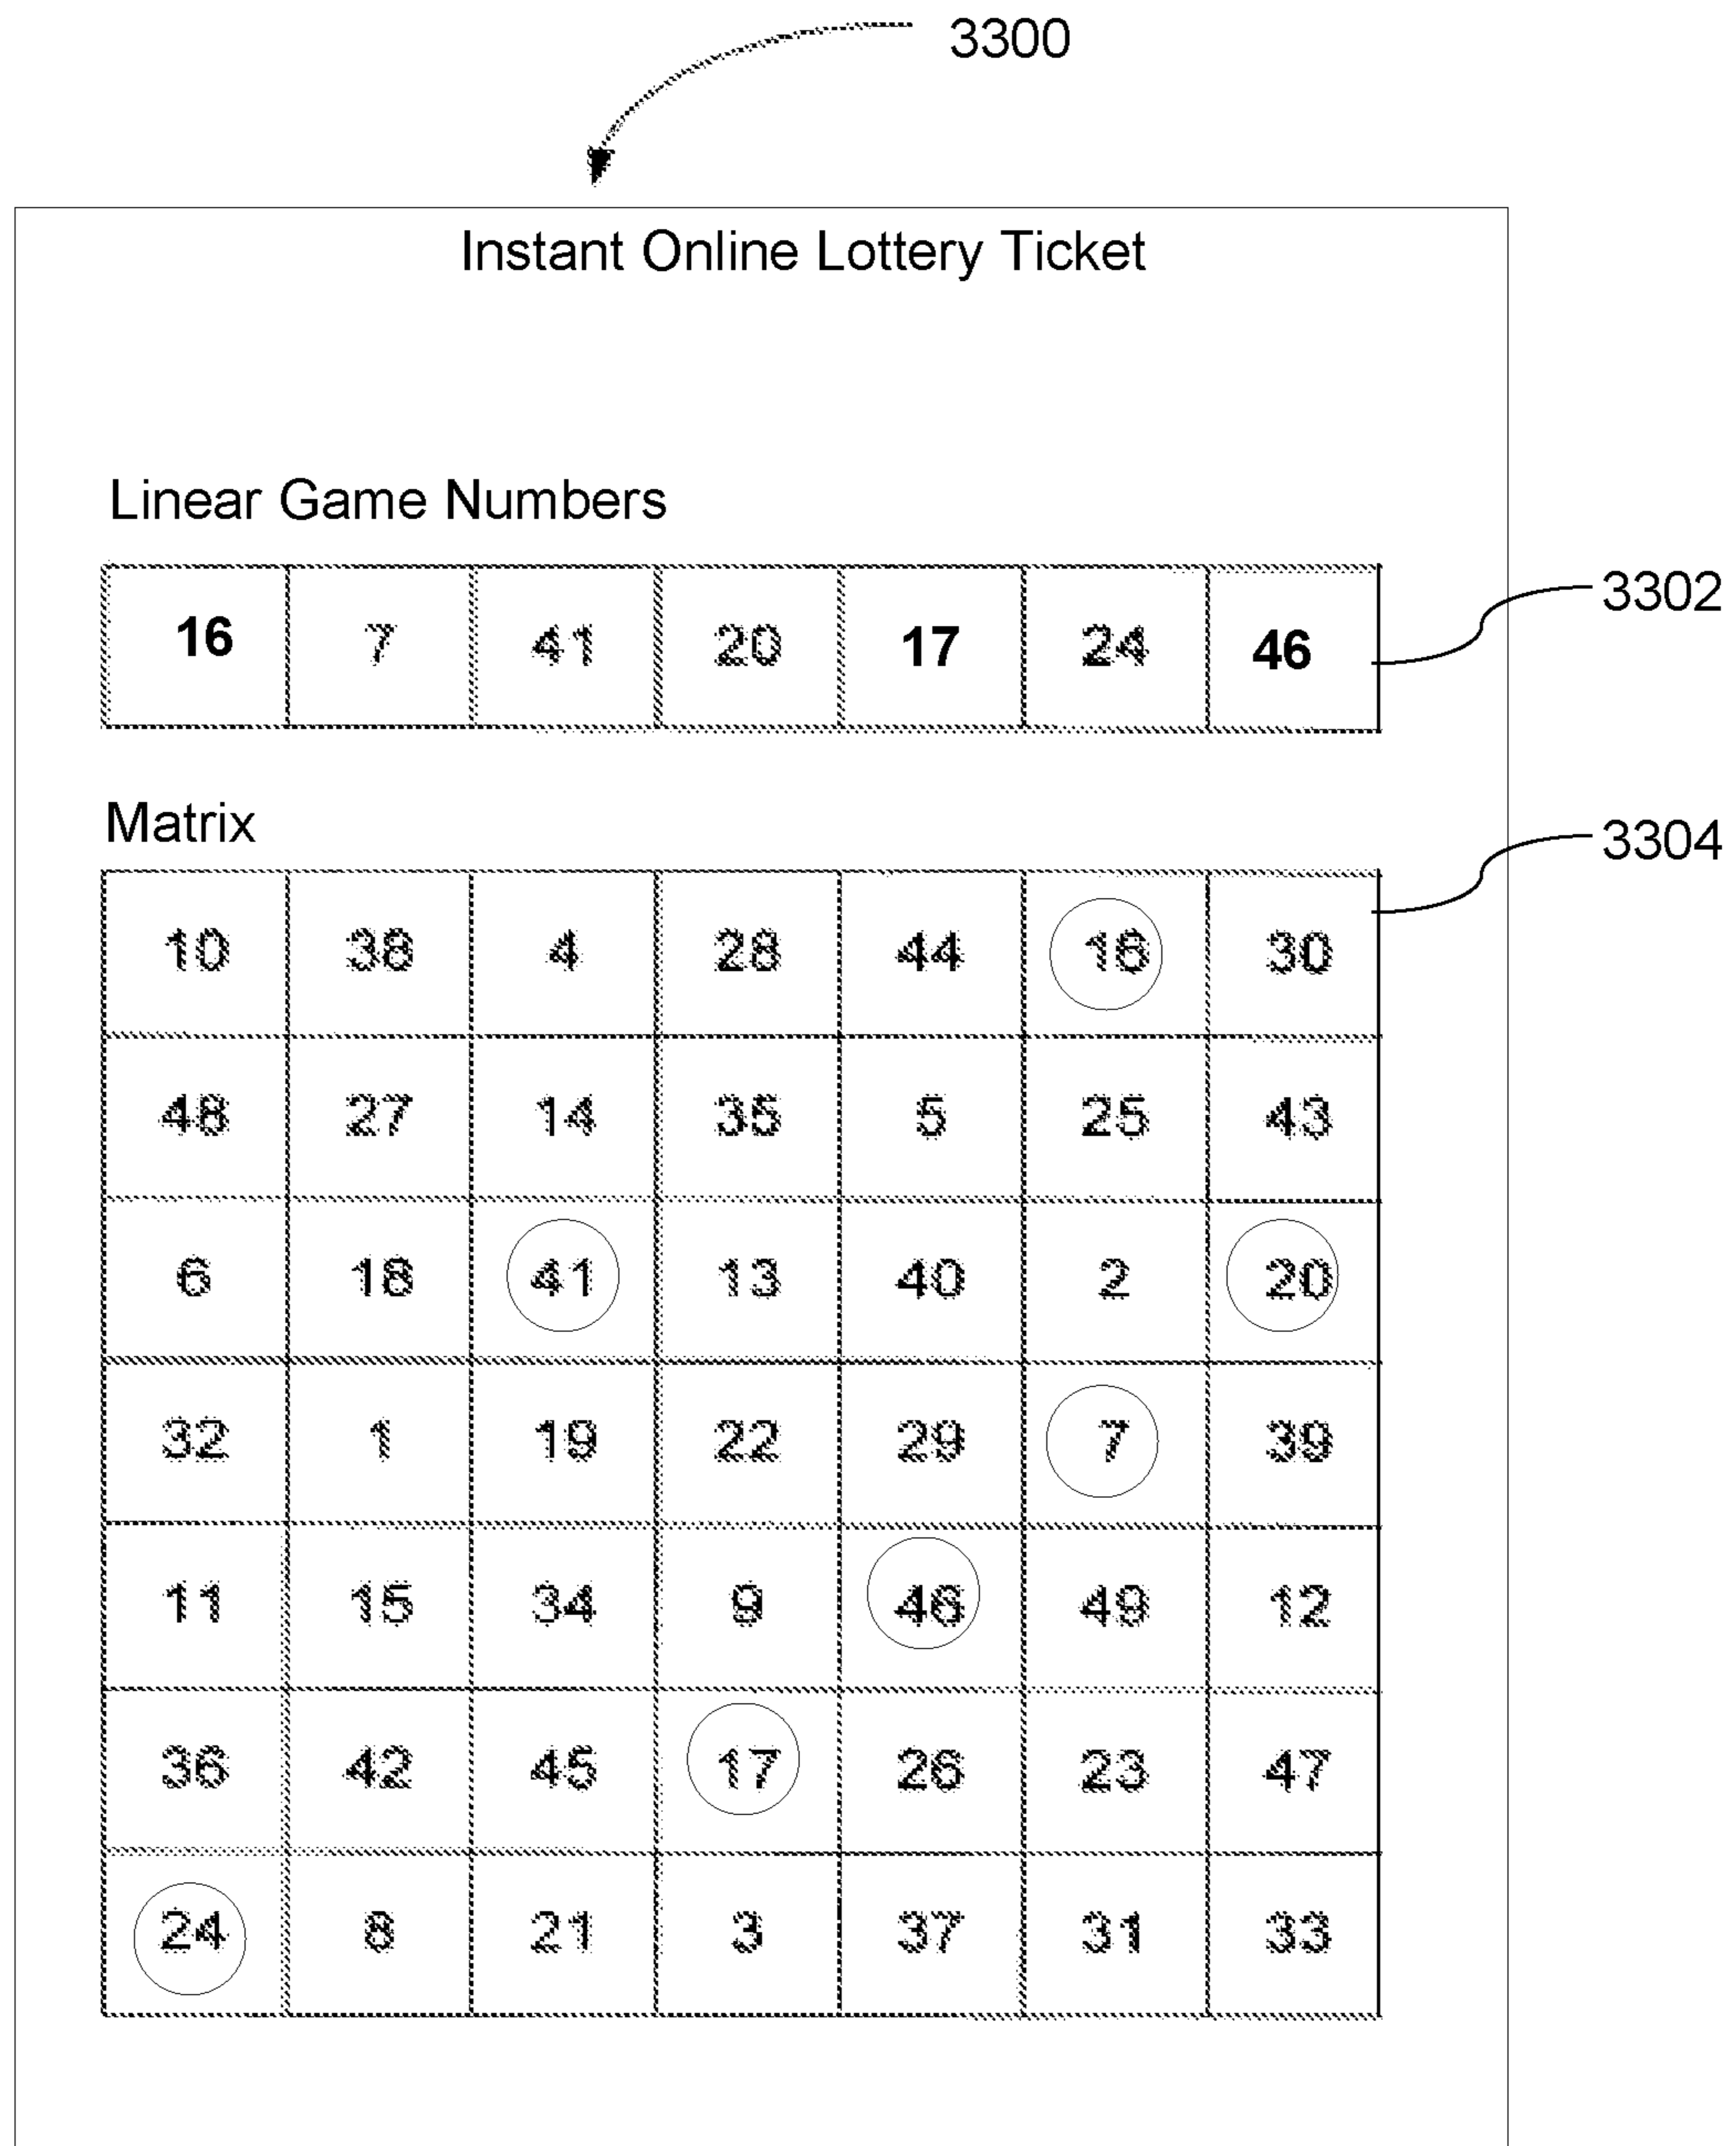 3300
Instant Online Lottery Ticket
Linear Game Numbers
16 7 41 20 17 24 46
3302
Matrix
3304
10 38 4 28 44 16 30
48 27 14 35 5 25 43
6 18 41 13 40 2 20
32 1 19 22 29 7 39
11 15 34 9 46 49 12
36 42 45 17 26 23 47
24 8 21 3 37 31 33